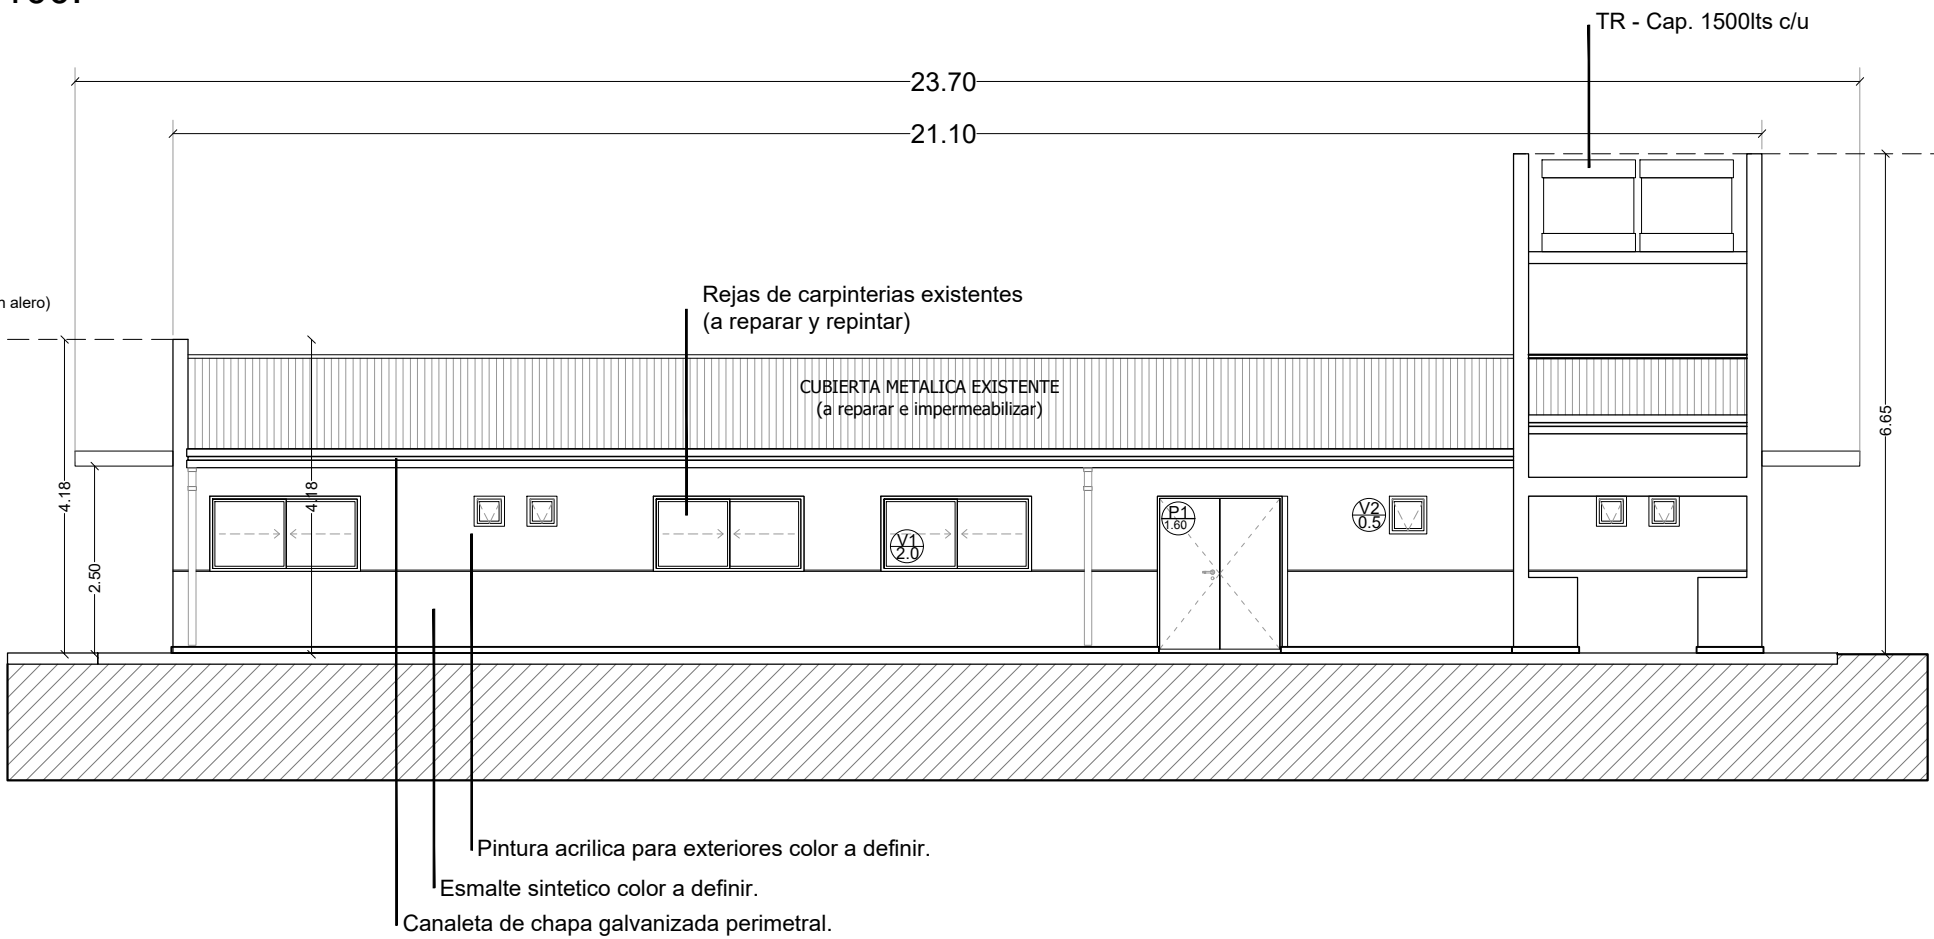 TR - Cap. 1500lts c/u
23.70
21.10
alero)
Rejas de carpinterias existentes
(a reparar y repintar)
CUBIERTA METALICA EXISTENTE
(a reparar e impermeabilizar)
6.65
4.18
4.18
2.50
P1
1.60
V2
0.5
V1
2.0
Pintura acrilica para exteriores color a definir.
Esmalte sintetico color a definir.
Canaleta de chapa galvanizada perimetral.